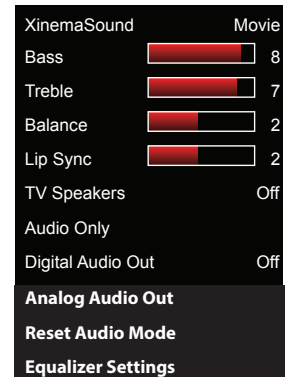 XinemaSound Movie
Bass 8
Treble 7
Balance 2
Lip Sync 2
TV Speakers Off
Audio Only
Digital Audio Out Off
Analog Audio Out
Reset Audio Mode
Equalizer Settings